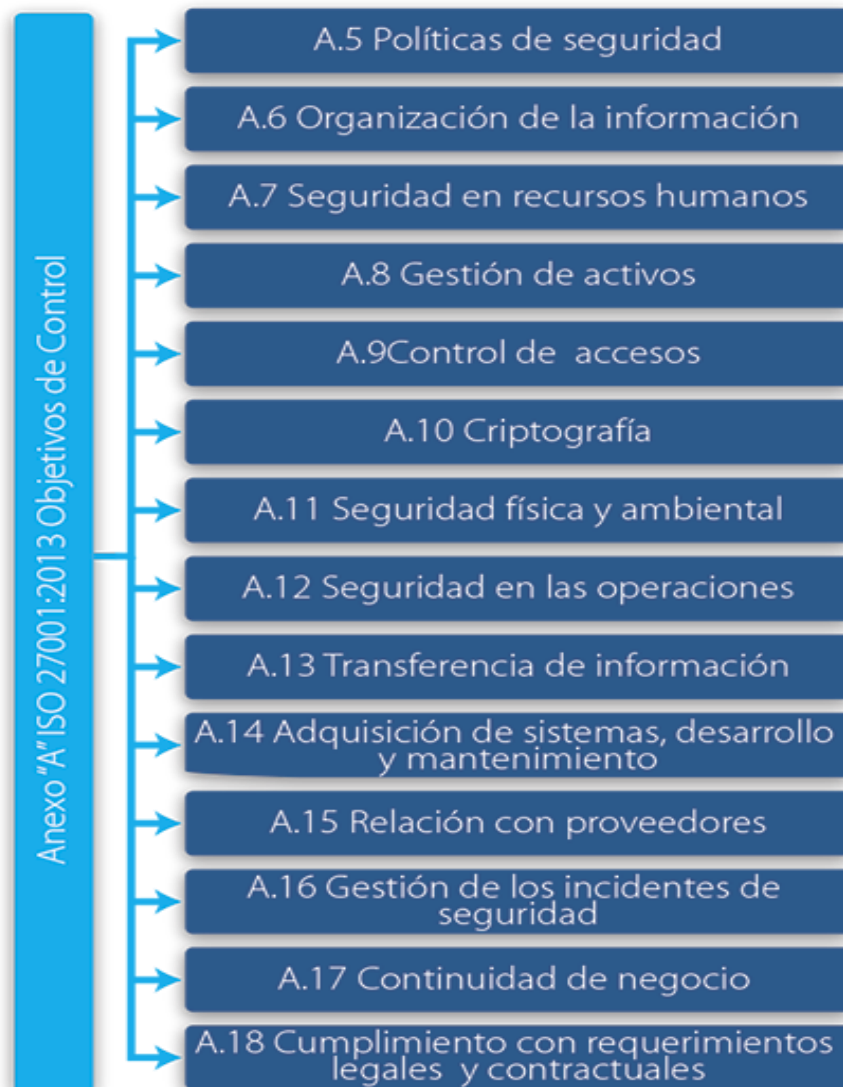 Anexo "A" ISO 27001:2013 Objetivos de Control
A.5 Políticas de seguridad
A.6 Organización de la información
A.7 Seguridad en recursos humanos
A.8 Gestión de activos
A.9Control de accesos
A.10 Criptografía
A.11 Seguridad física y ambiental
A.12 Seguridad en las operaciones
A.13 Transferencia de información
A.14 Adquisición de sistemas, desarrollo
y mantenimiento
A.15 Relación con proveedores
A.16 Gestión de los incidentes de
seguridad
A.17 Continuidad de negocio
A.18 Cumplimiento con requerimientos
legales y contractuales